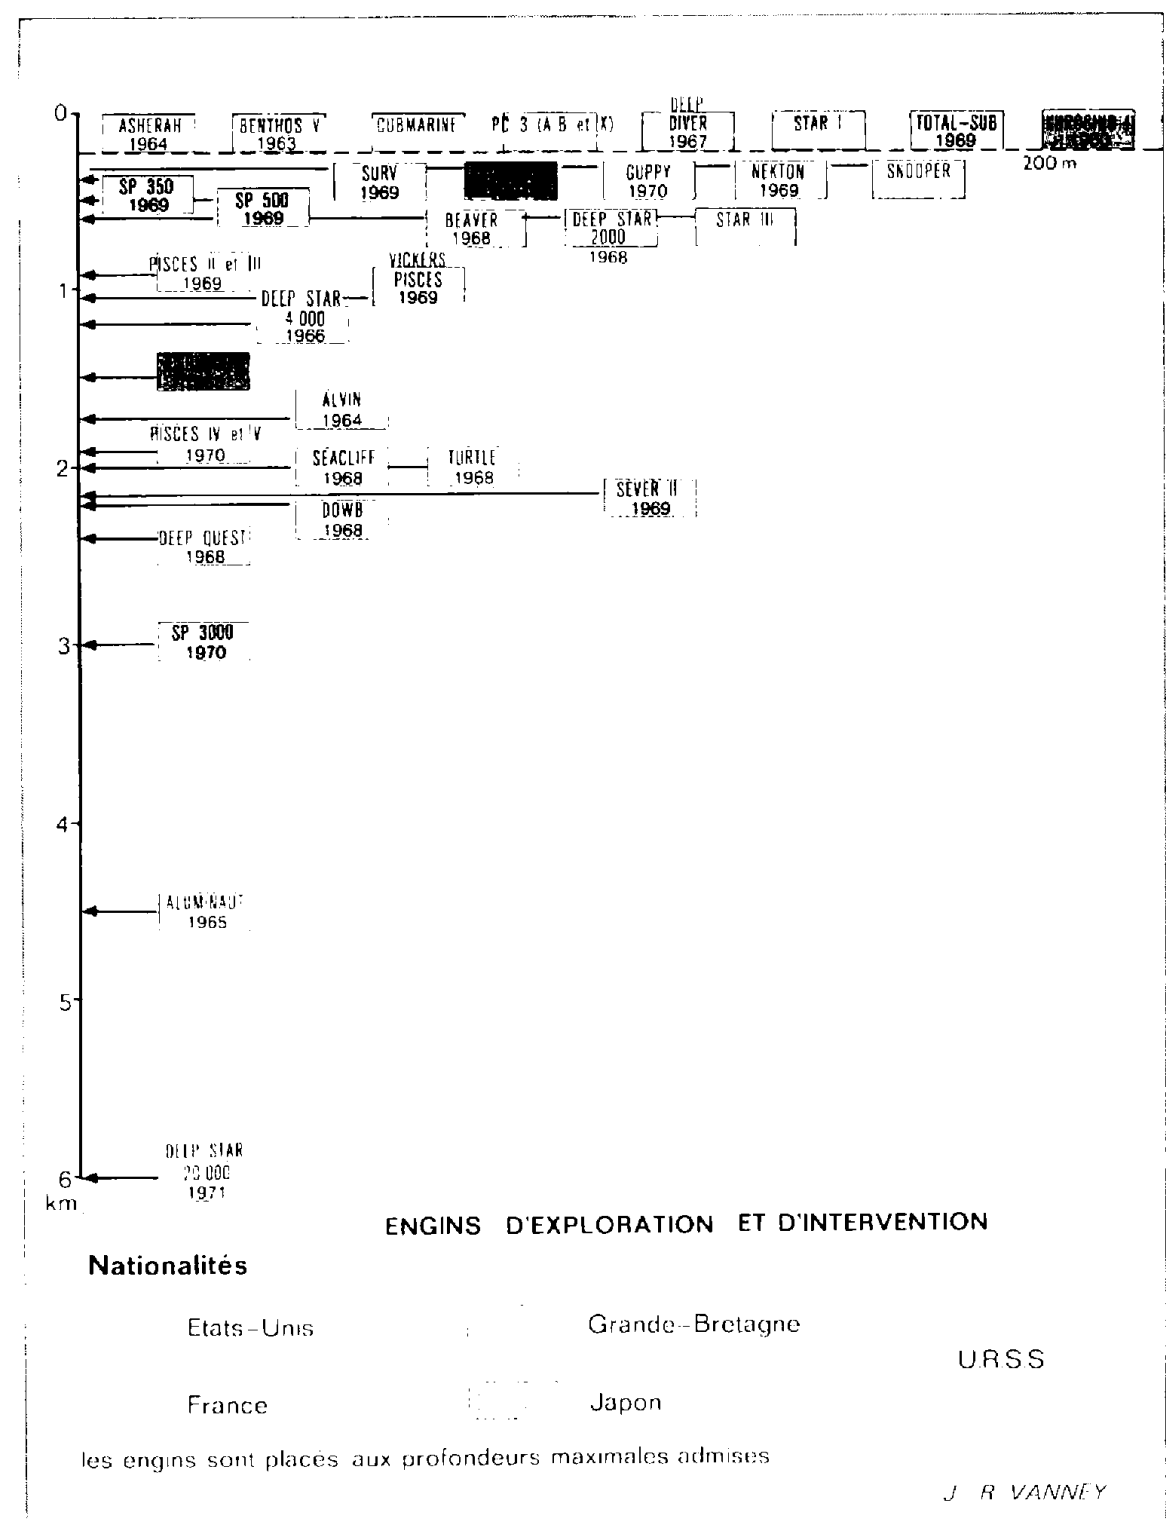 0
ASHERAH
1964
BENTHOS V
1963
CUBMARINE
PC 3 (A B et X)
DEEP
DIVER
1967
STAR I
TOTAL-SUB
1969
200 m
SP 350
1969
SP 500
1969
SURV
1969
GUPPY
1970
NEKTON
1969
SNOOPER
BEAVER
1968
DEEP STAR
2000
1968
STAR III
PISCES II et III
1969
VICKERS
PISCES
1969
1
DEEP STAR
4 000
1966
ALVIN
1964
PISCES IV et V
1970
2
SEACLIFF
1968
TURTLE
1968
SEVER II
1969
DOWB
1968
DEEP QUEST
1968
3
SP 3000
1970
4
ALUMINAUT
1965
5
6
km
DEEP STAR
20 000
1971
ENGINS D'EXPLORATION ET D'INTERVENTION
Nationalités
Etats-Unis
Grande-Bretagne
U.R.S.S
France
Japon
les engins sont placés aux profondeurs maximales admises
J R VANNEY